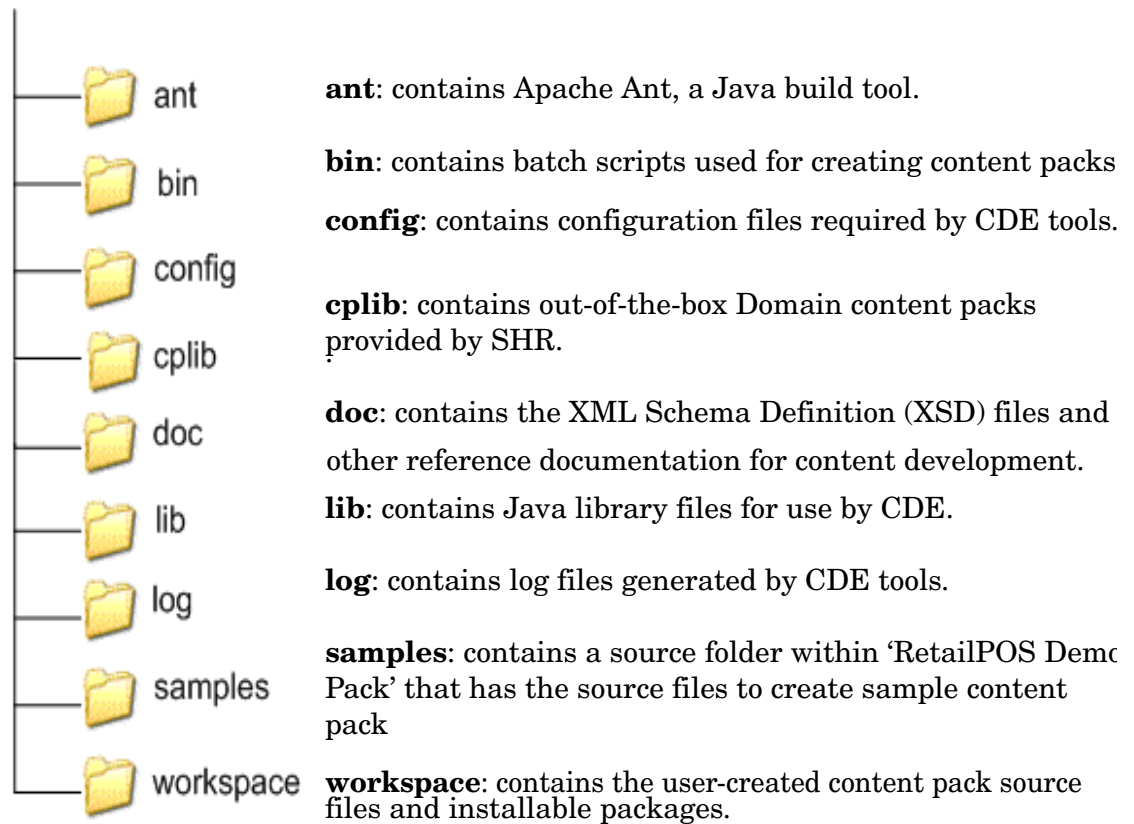 ant
ant: contains Apache Ant, a Java build tool.
bin
bin: contains batch scripts used for creating content packs
config
config: contains configuration files required by CDE tools.
cplib
cplib: contains out-of-the-box Domain content packs
provided by SHR.
.
doc
doc: contains the XML Schema Definition (XSD) files and
other reference documentation for content development.
lib
lib: contains Java library files for use by CDE.
log
log: contains log files generated by CDE tools.
samples
samples: contains a source folder within ‘RetailPOS Demo
Pack’ that has the source files to create sample content
pack
workspace
workspace: contains the user-created content pack source
files and installable packages.